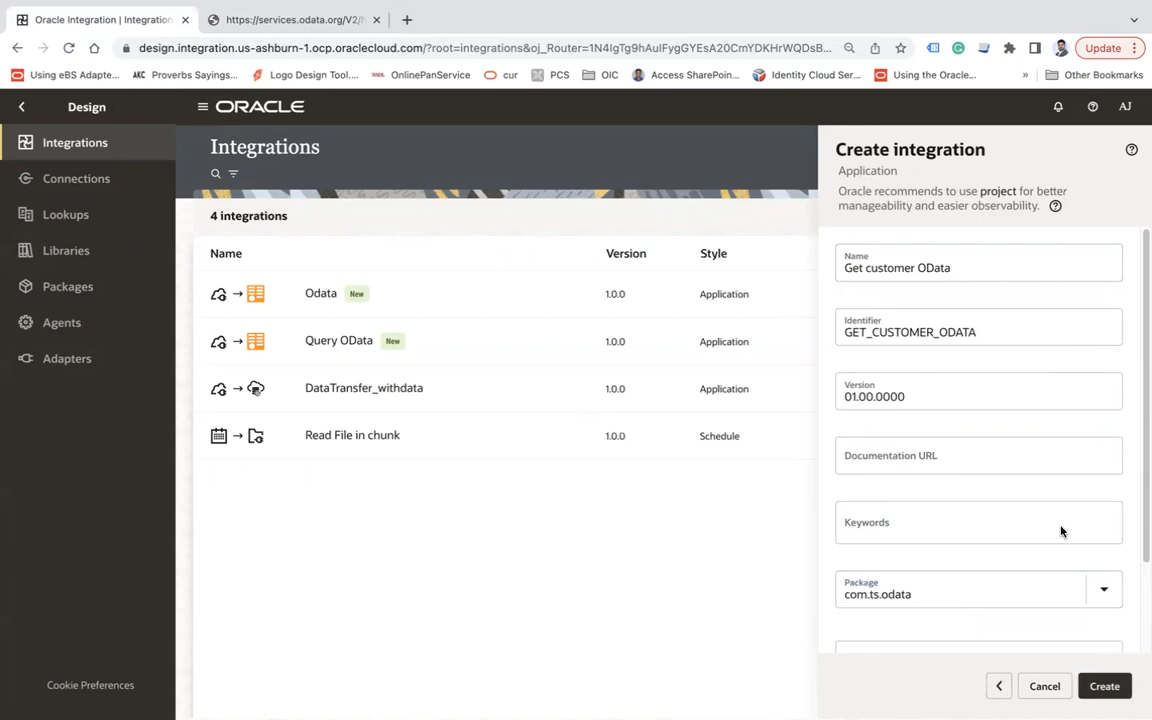 Oracle Integration | Integration
https://services.odata.org/V2/
design.integration.us-ashburn-1.ocp.oraclecloud.com/?root=integrations&oj_Router=1N4IgTg9hAuIFygGYEsA20CmYDKHrWQDsB...
Update
Using eBS Adapte...
AKC Proverbs Sayings...
Logo Design Tool....
OnlinePanService
cur
PCS
OIC
Access SharePoin...
Identity Cloud Ser...
Using the Oracle...
»
Other Bookmarks
Design
ORACLE
AJ
Integrations
Connections
Lookups
Libraries
Packages
Agents
Adapters
Cookie Preferences
Integrations
4 integrations
Name Version Style
Odata New 1.0.0 Application
Query OData New 1.0.0 Application
DataTransfer_withdata 1.0.0 Application
Read File in chunk 1.0.0 Schedule
Create integration
Application
Oracle recommends to use project for better
manageability and easier observability.
Name
Get customer OData
Identifier
GET_CUSTOMER_ODATA
Version
01.00.0000
Documentation URL
Keywords
Package
com.ts.odata
Cancel
Create